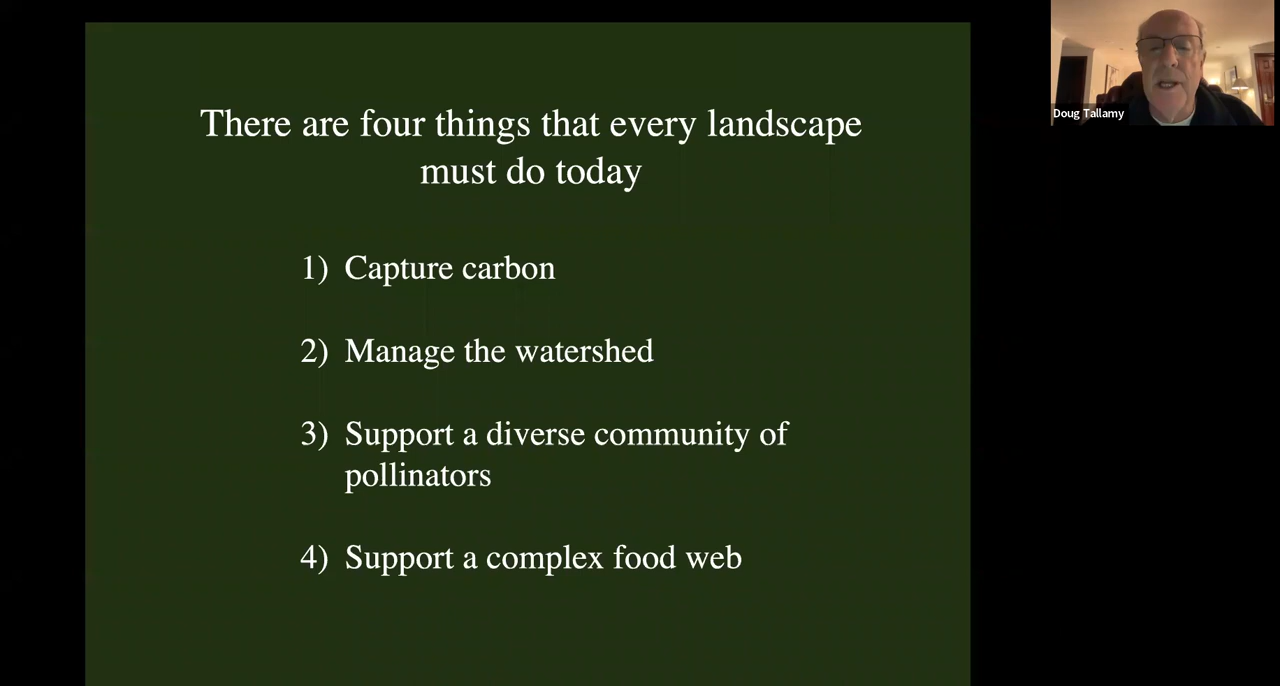 There are four things that every landscape
must do today
1) Capture carbon
2) Manage the watershed
3) Support a diverse community of
pollinators
4) Support a complex food web
Doug Tallamy